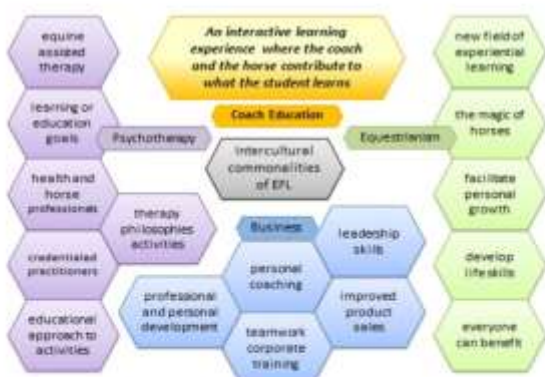 equine
assisted
therapy
learning or
education
goals
health and
horse
professionals
credentialed
practitioners
educational
approach to
activities
Psychotherapy
therapy
philosophies
activities
An interactive learning
experience where the coach
and the horse contribute to
what the student learns
Coach Education
intercultural
commonalities
of EFL
Business
personal
coaching
leadership
skills
professional
and personal
development
improved
product
sales
teamwork
corporate
training
Equestrianism
new field of
experiential
learning
the magic of
horses
facilitate
personal
growth
develop
life skills
everyone
can benefit